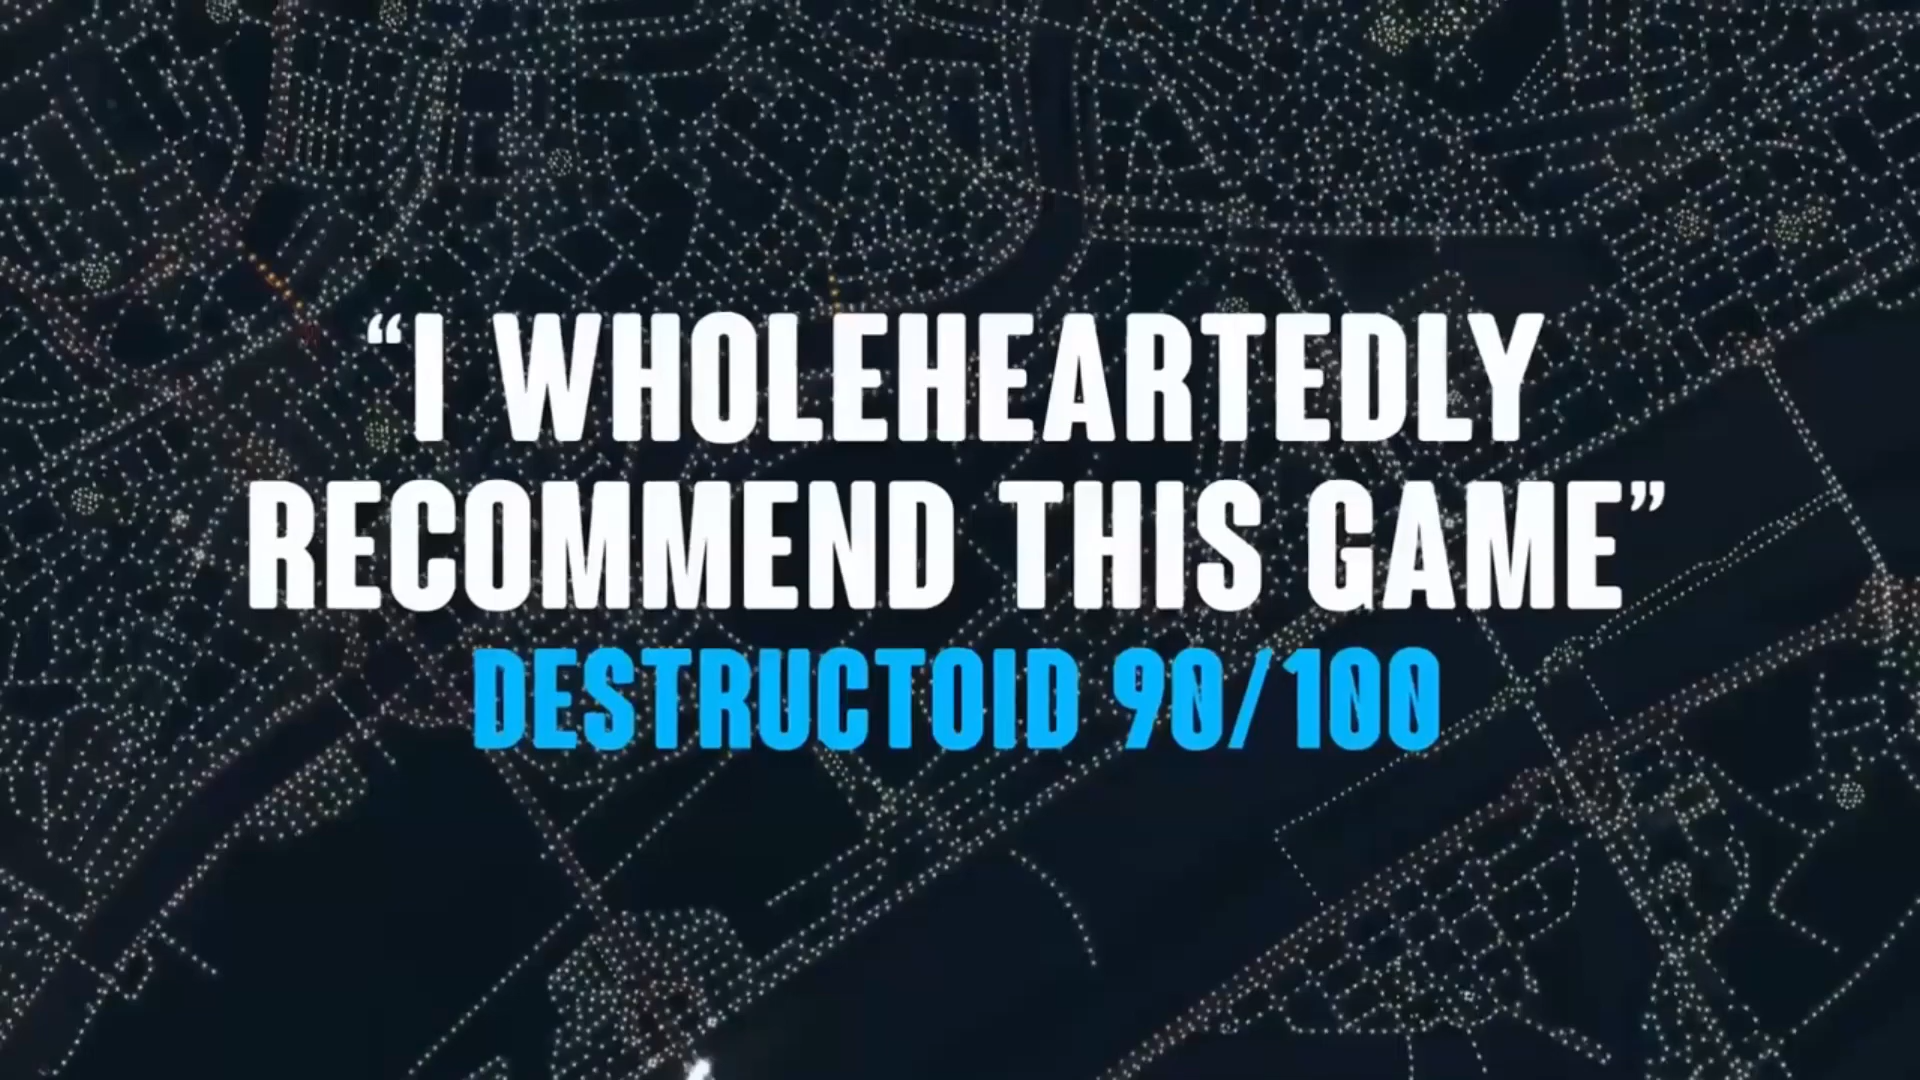 “I WHOLEHEARTEDLY
RECOMMEND THIS GAME”
DESTRUCTOID 90/100